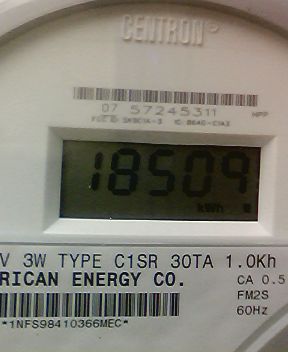 CENTRON®
07 57245311
HPP
18509
kWh
V 3W TYPE C1SR 30TA 1.0Kh
RICAN ENERGY CO.
CA 0.5
FM2S
60Hz
*1NFS98410366MEC*